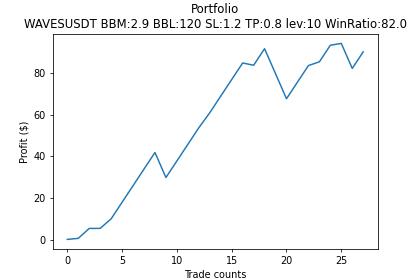 Portfolio
WAVESUSDT BBM:2.9 BBL:120 SL:1.2 TP:0.8 lev:10 WinRatio:82.0
Profit ($)
80
60
40
20
0
0 5 10 15 20 25
Trade counts